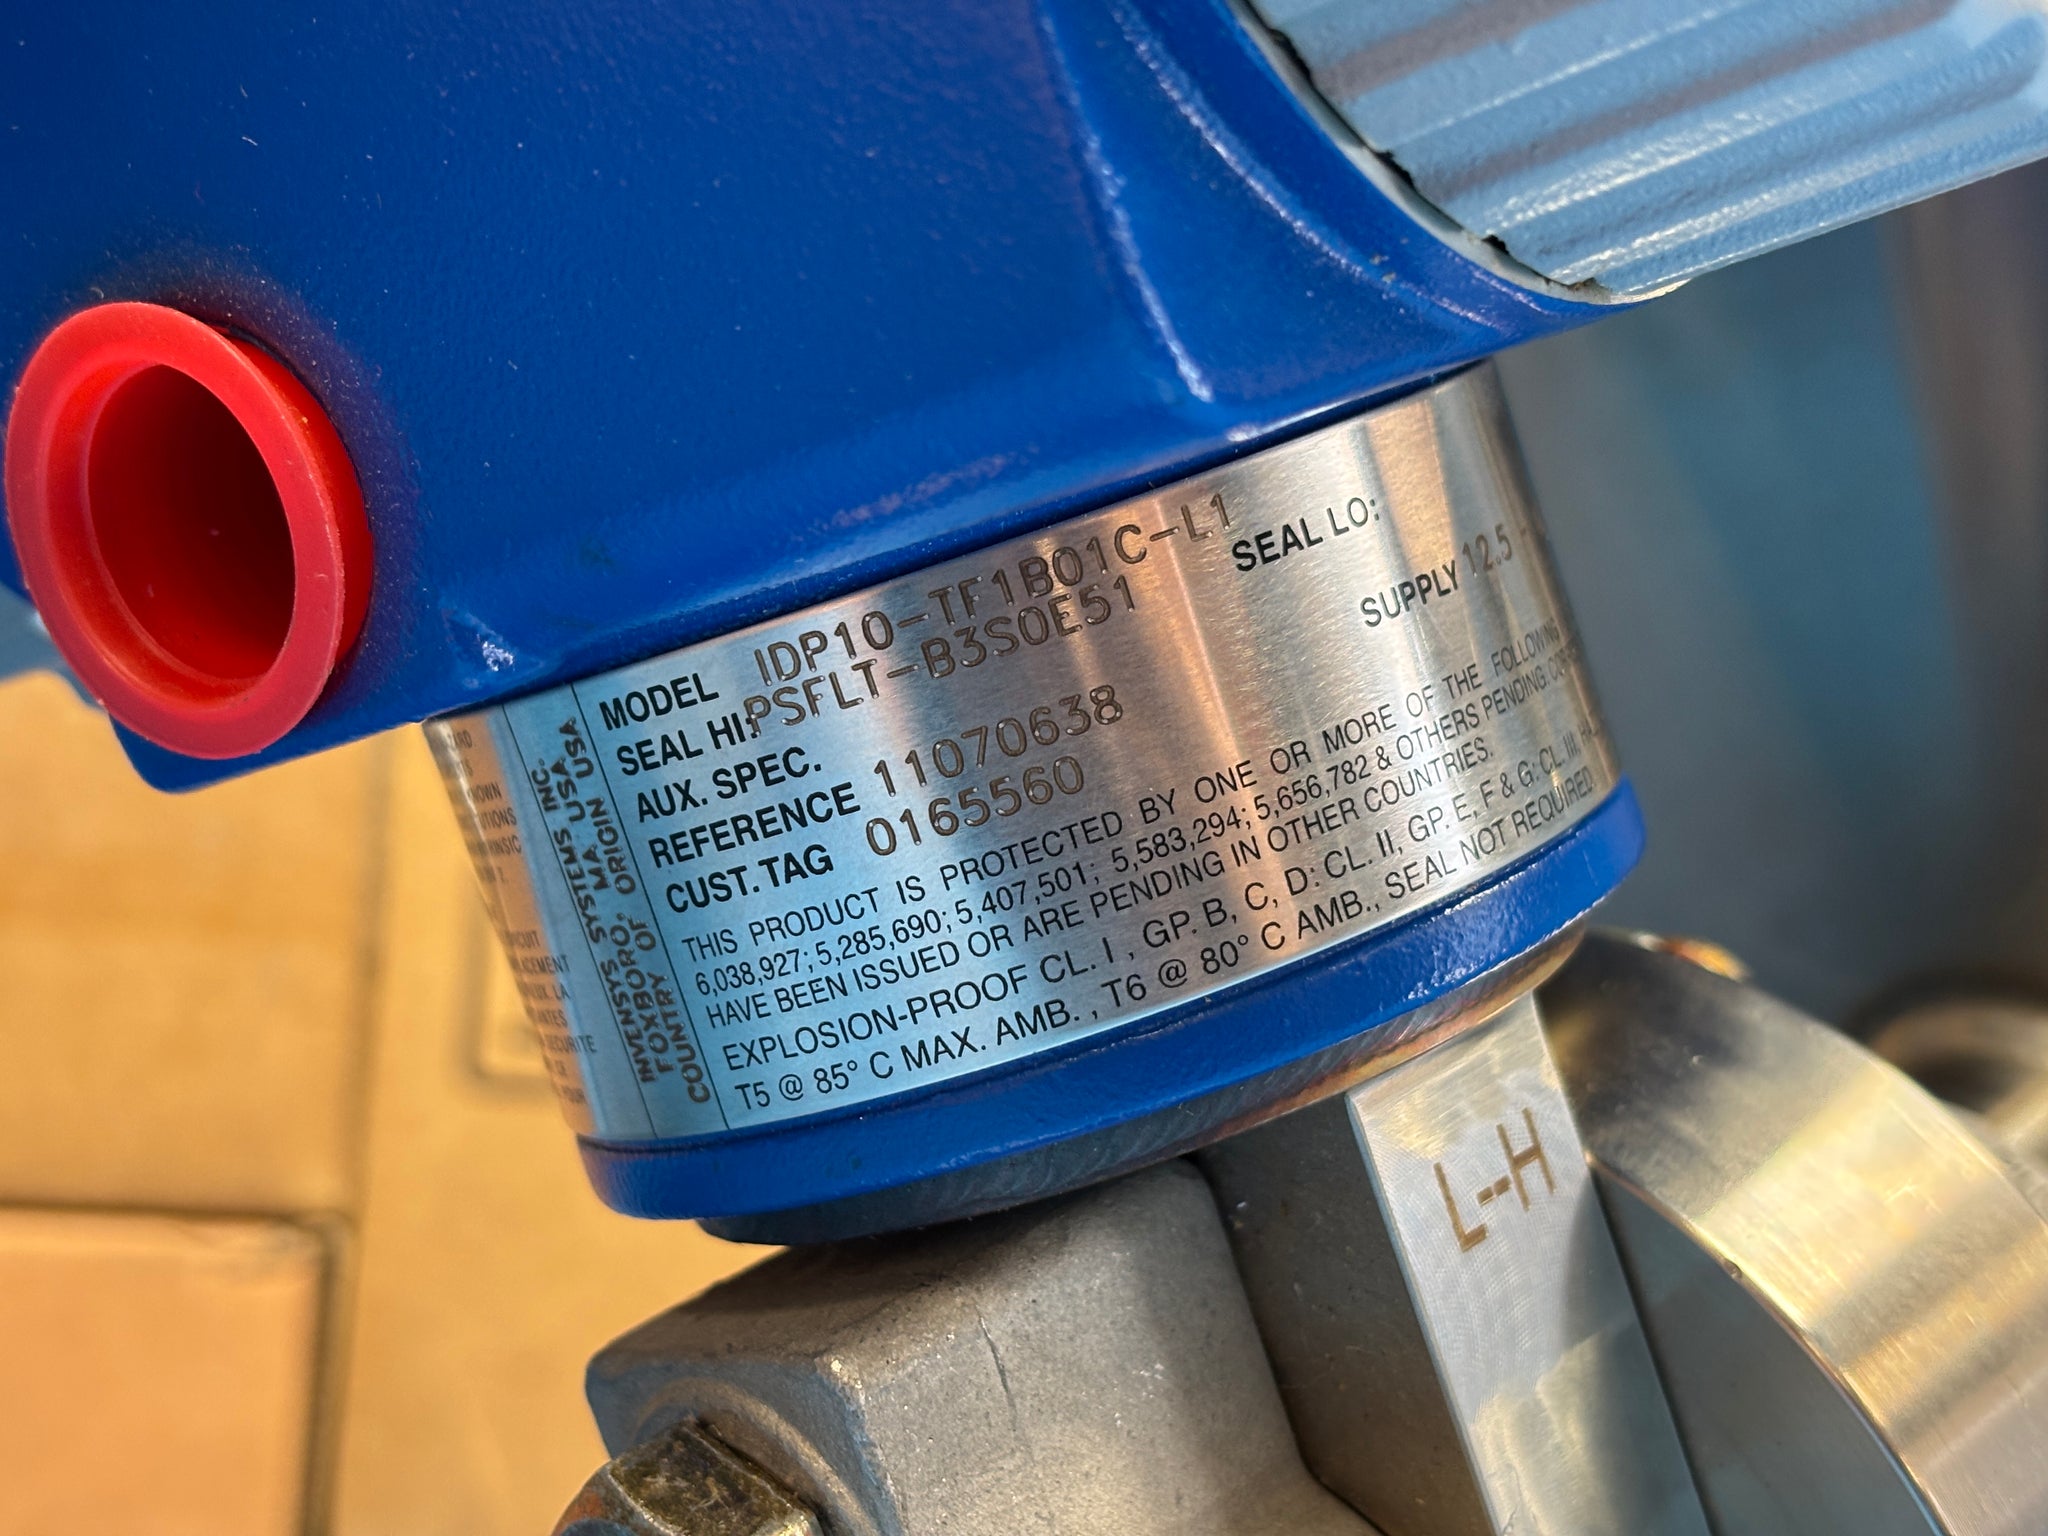 MODEL IDP10-TF1B01C-L1
SEAL HI: PSFLT-B3S0E51
SEAL LO:
AUX. SPEC.
SUPPLY 12.5 -
REFERENCE 11070638
CUST. TAG 0165560
THIS PRODUCT IS PROTECTED BY ONE OR MORE OF THE FOLLOWING
6,038,927; 5,285,690; 5,407,501; 5,583,294; 5,656,782 & OTHERS PENDING.
HAVE BEEN ISSUED OR ARE PENDING IN OTHER COUNTRIES.
EXPLOSION-PROOF CL. I , GP. B, C, D: CL. II, GP. E, F & G: CL. III,
T5 @ 85° C MAX. AMB. , T6 @ 80° C AMB., SEAL NOT REQUIRED.
INVENSYS SYSTEMS INC.
FOXBORO, MA USA
COUNTRY OF ORIGIN USA
L--H